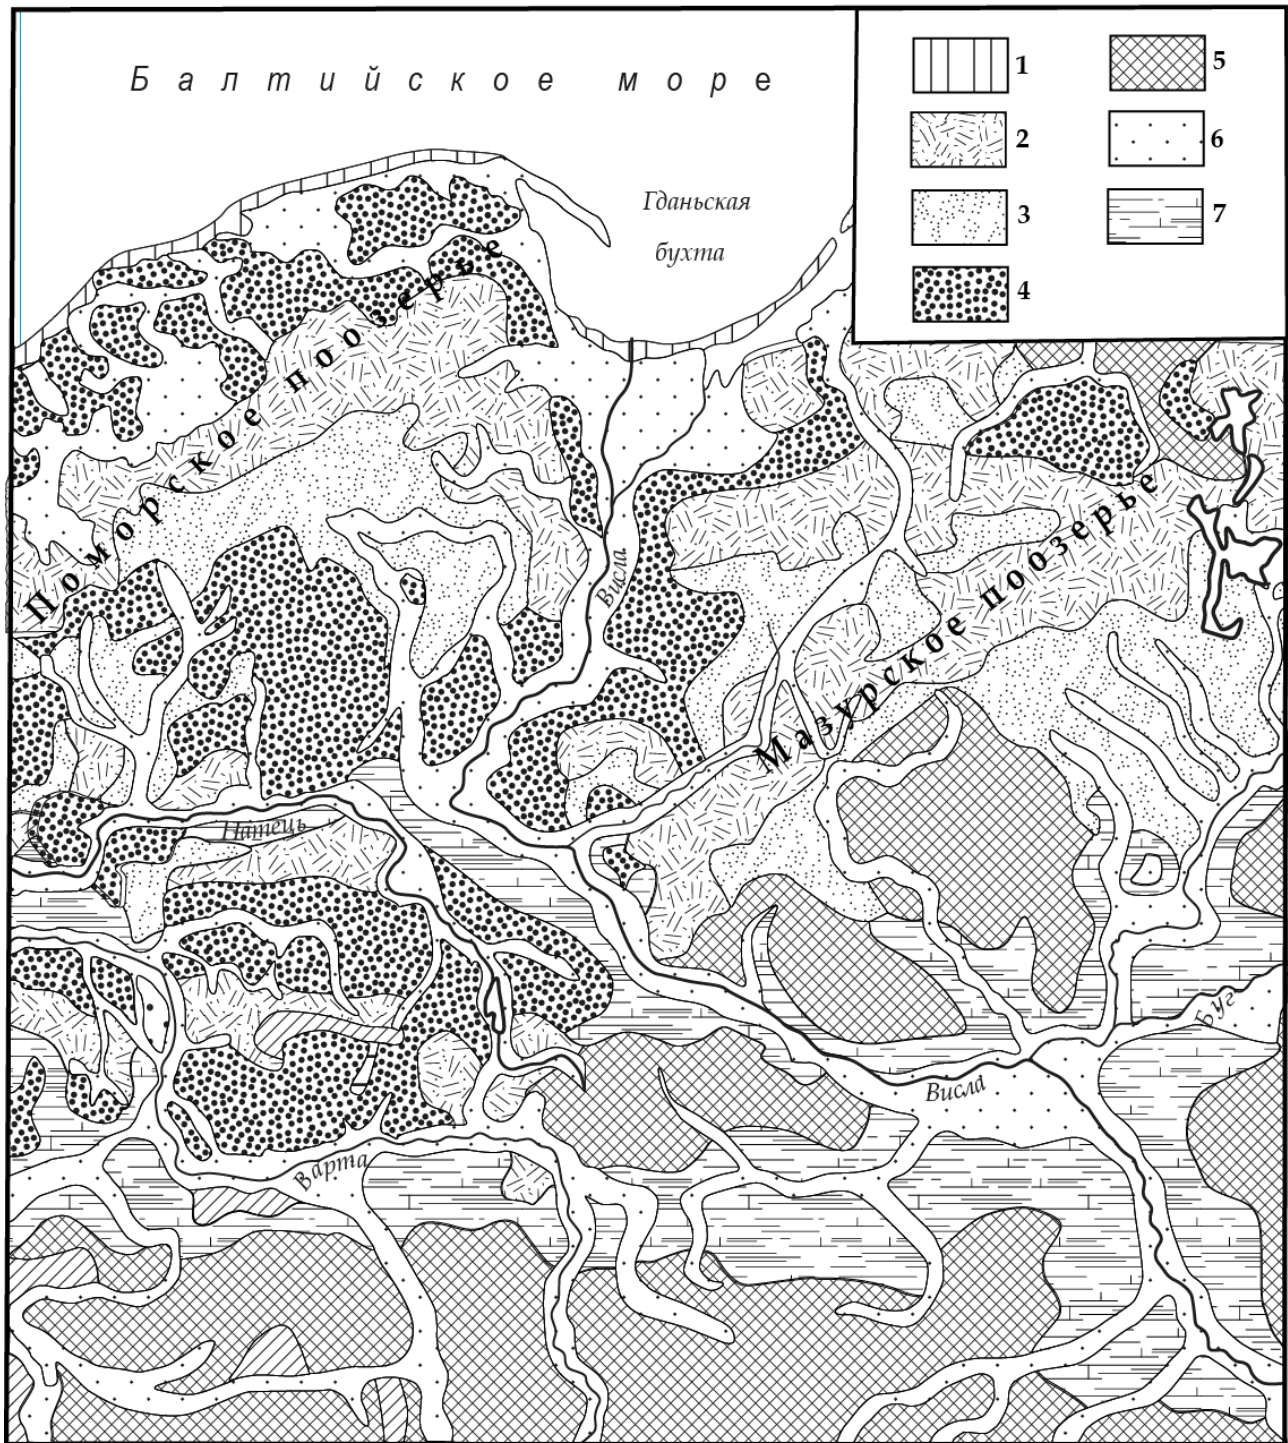 Балтийское море
Гданьская
бухта
1
2
3
4
5
6
7
Поморское поозерье
Висла
Мазурское поозерье
Натець
Буг
Висла
Варта